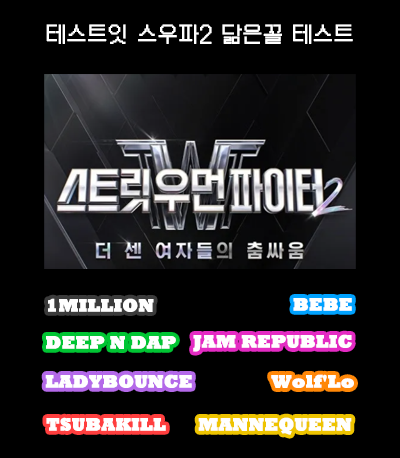 테스트잇 스우파2 닮은꼴 테스트
스트릿 우먼 파이터2
더 센 여자들의 춤싸움
1MILLION
BEBE
DEEP N DAP
JAM REPUBLIC
LADYBOUNCE
Wolf'Lo
TSUBAKILL
MANNEQUEEN